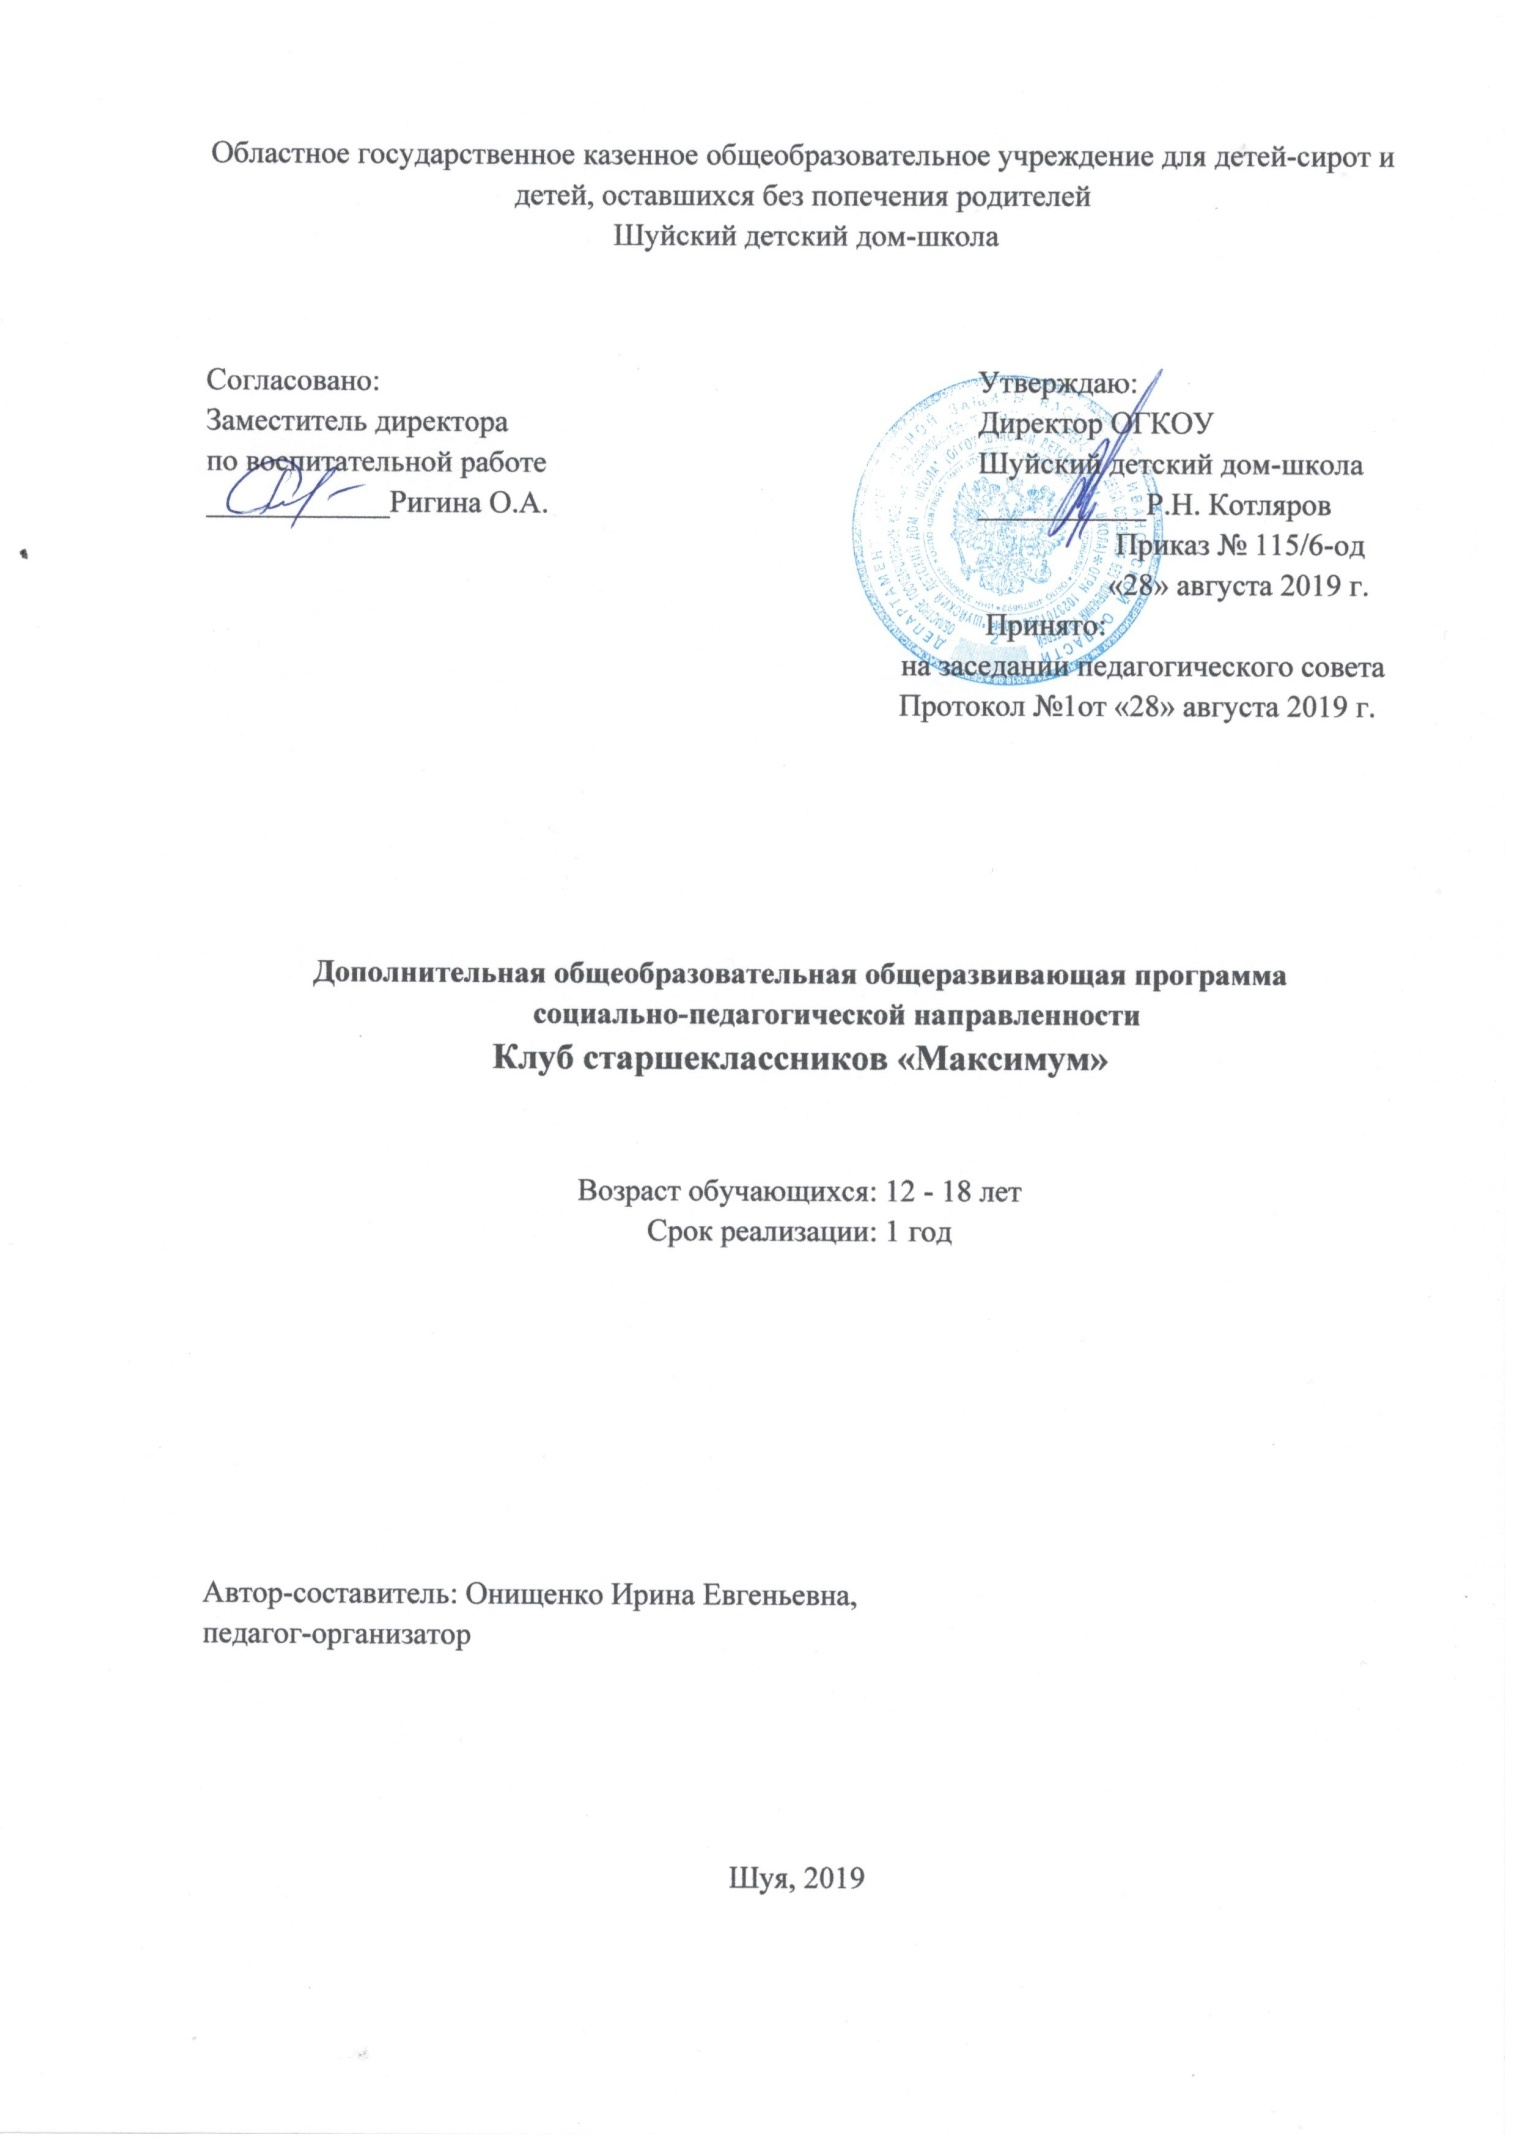 Областное государственное казенное общеобразовательное учреждение для детей-сирот и
детей, оставшихся без попечения родителей
Шуйский детский дом-школа
Согласовано:
Заместитель директора
по воспитательной работе
____________Ригина О.А.
Утверждаю:
Директор ОГКОУ
Шуйский детский дом-школа
___________Р.Н. Котляров
Приказ № 115/6-од
«28» августа 2019 г.
Принято:
на заседании педагогического совета
Протокол №1от «28» августа 2019 г.
Дополнительная общеобразовательная общеразвивающая программа
социально-педагогической направленности
Клуб старшеклассников «Максимум»
Возраст обучающихся: 12 - 18 лет
Срок реализации: 1 год
Автор-составитель: Онищенко Ирина Евгеньевна,
педагог-организатор
Шуя, 2019